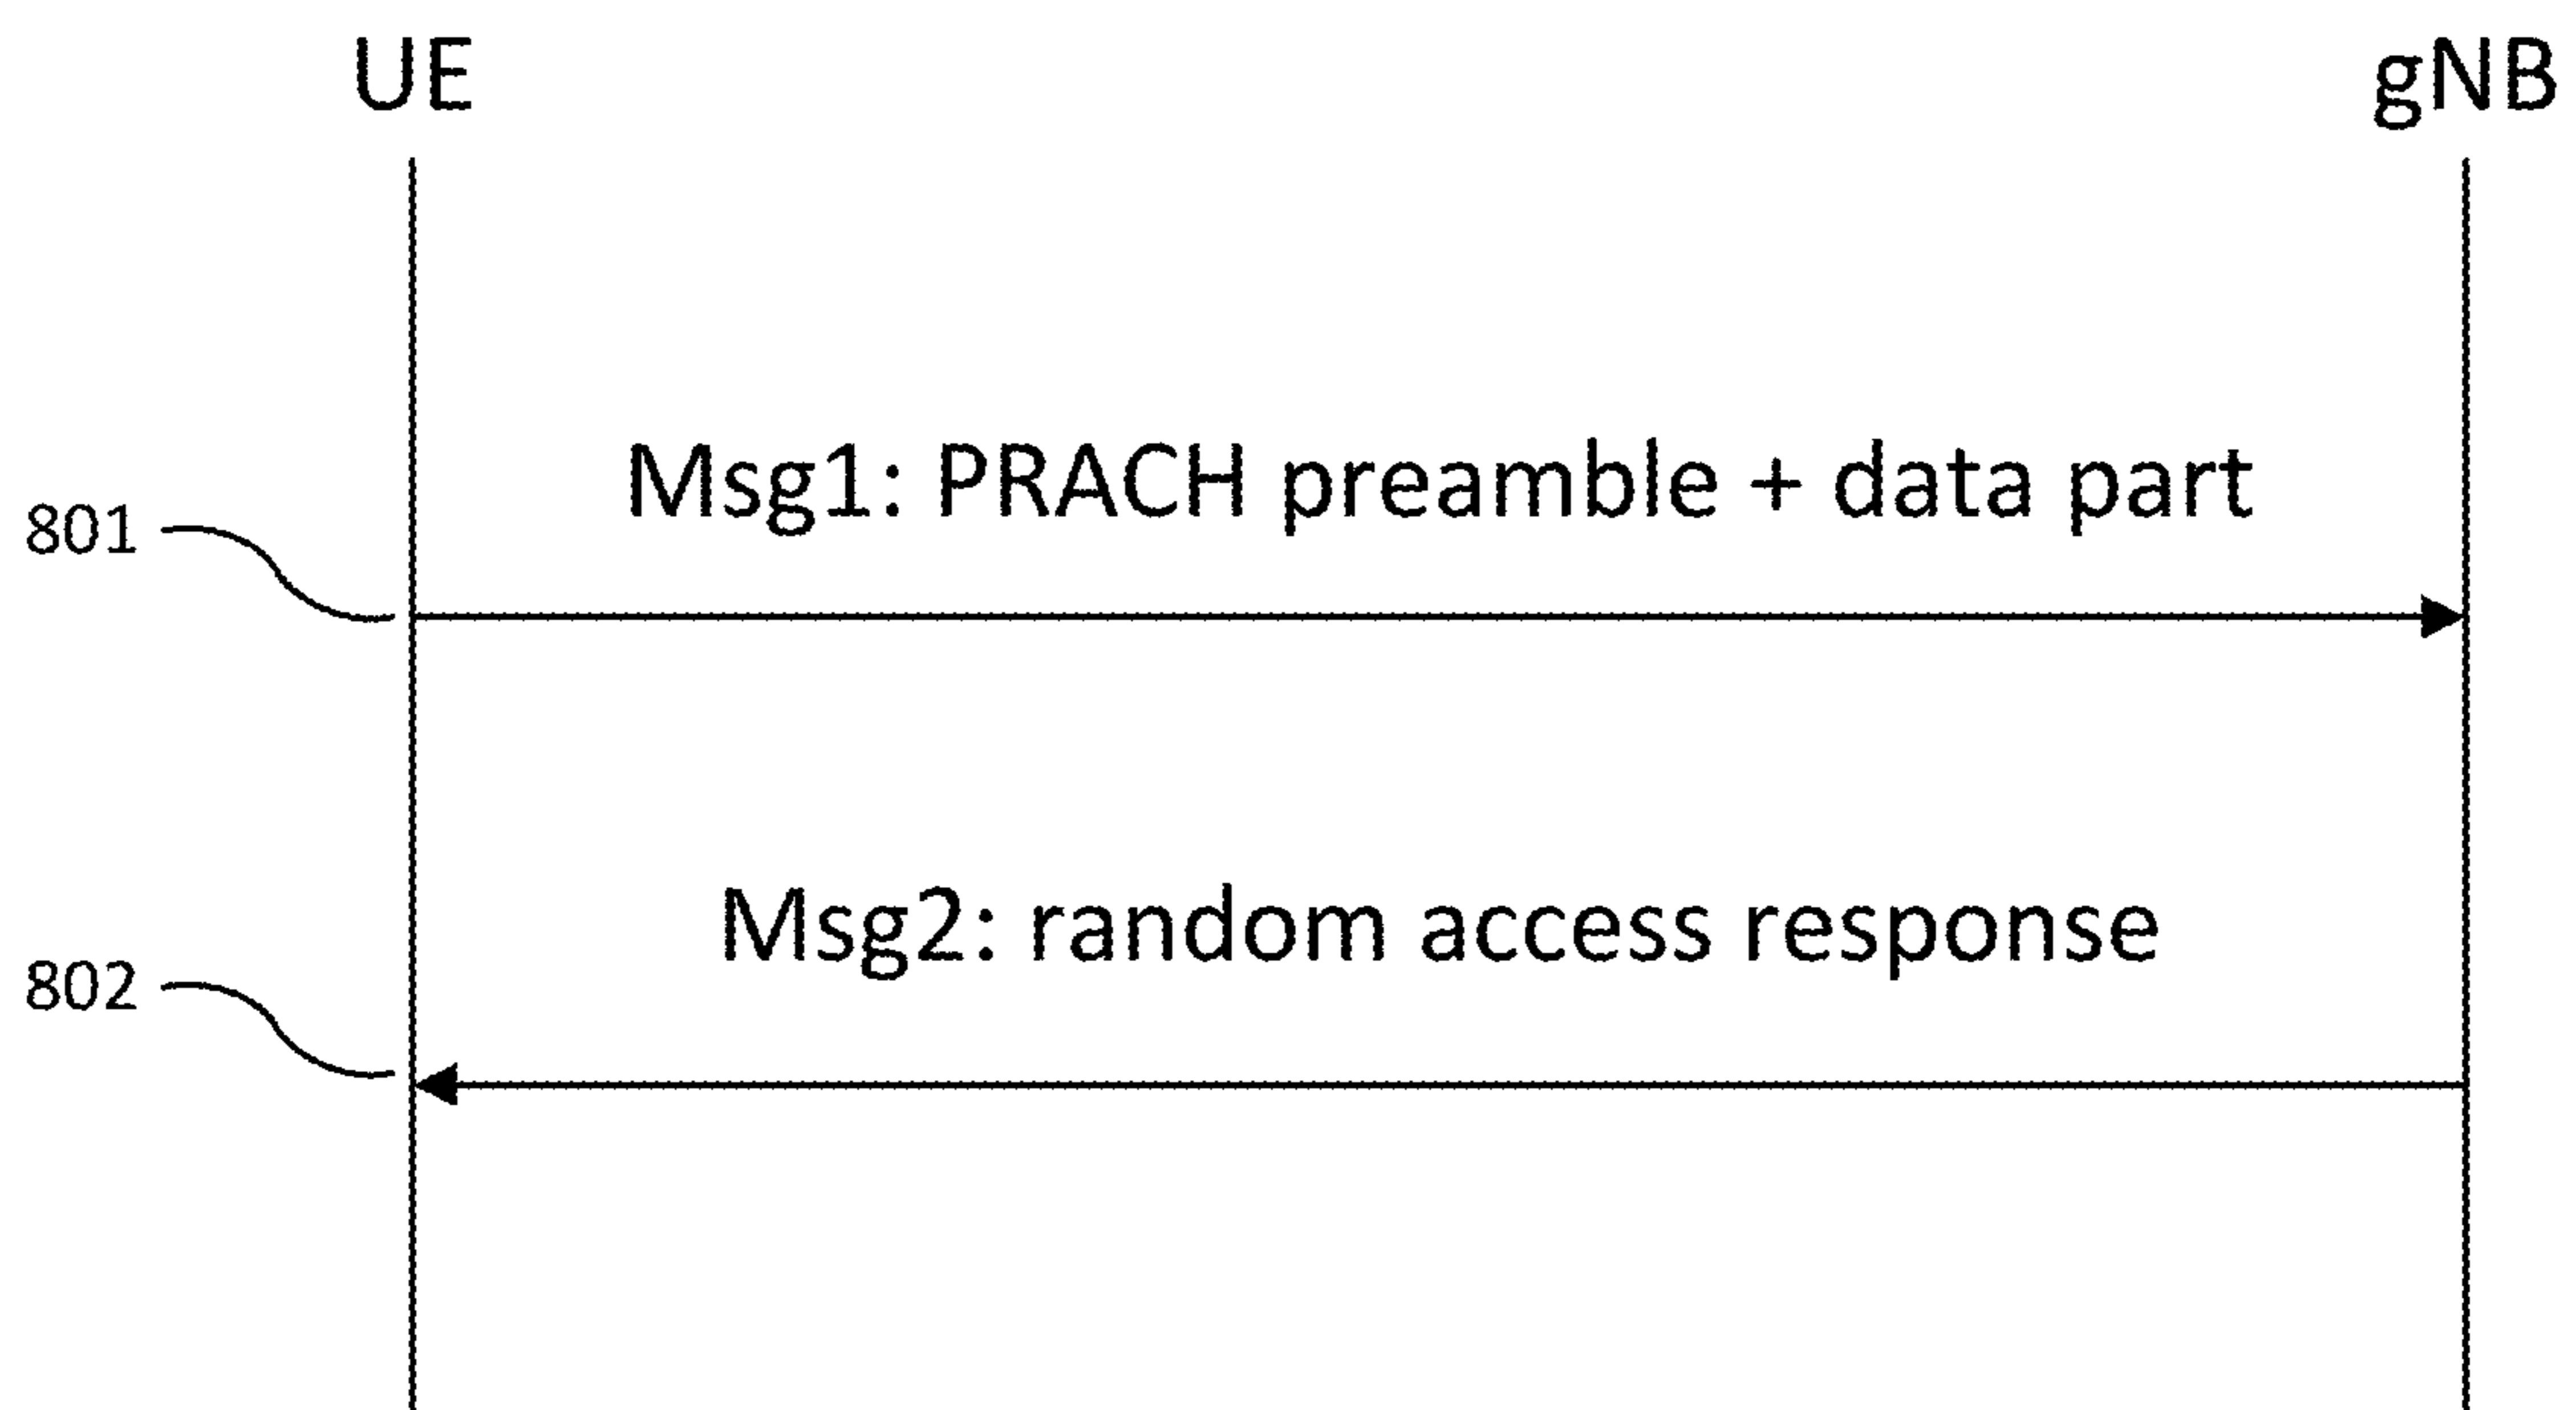 UE
gNB
Msg1: PRACH preamble + data part
801
Msg2: random access response
802